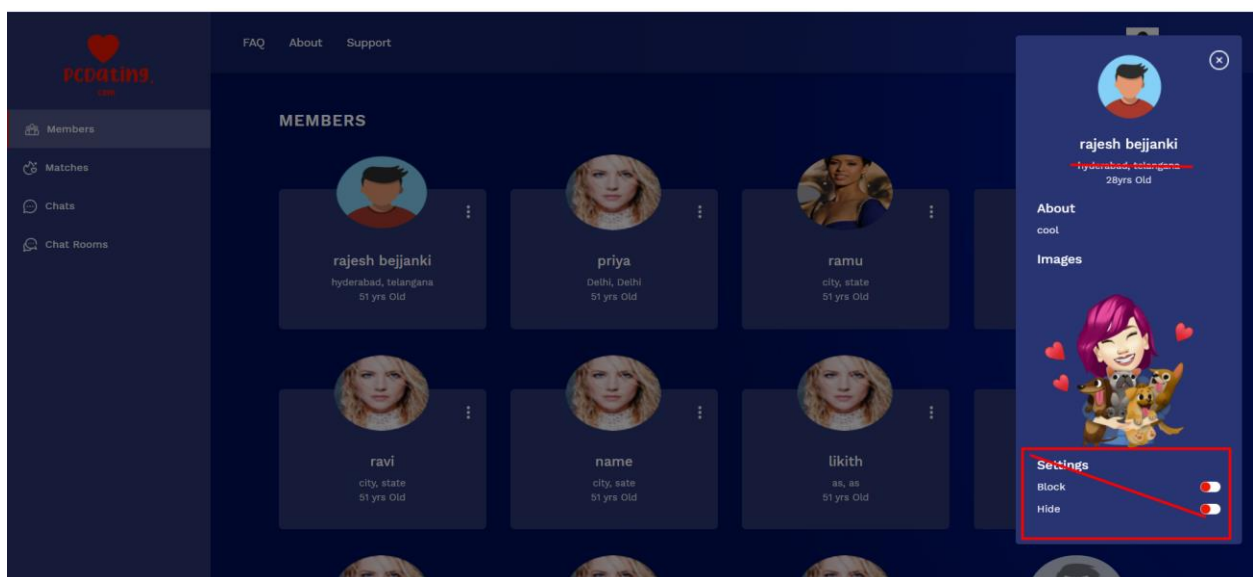 PCDating.
com
FAQ About Support
Members
Matches
Chats
Chat Rooms
MEMBERS
rajesh bejjanki
hyderabad, telangana
51 yrs Old
priya
Delhi, Delhi
51 yrs Old
ramu
city, state
51 yrs Old
ravi
city, state
51 yrs Old
name
city, sate
51 yrs Old
likith
as, as
51 yrs Old
rajesh bejjanki
hyderabad, telangana
28yrs Old
About
cool
Images
Settings
Block
Hide